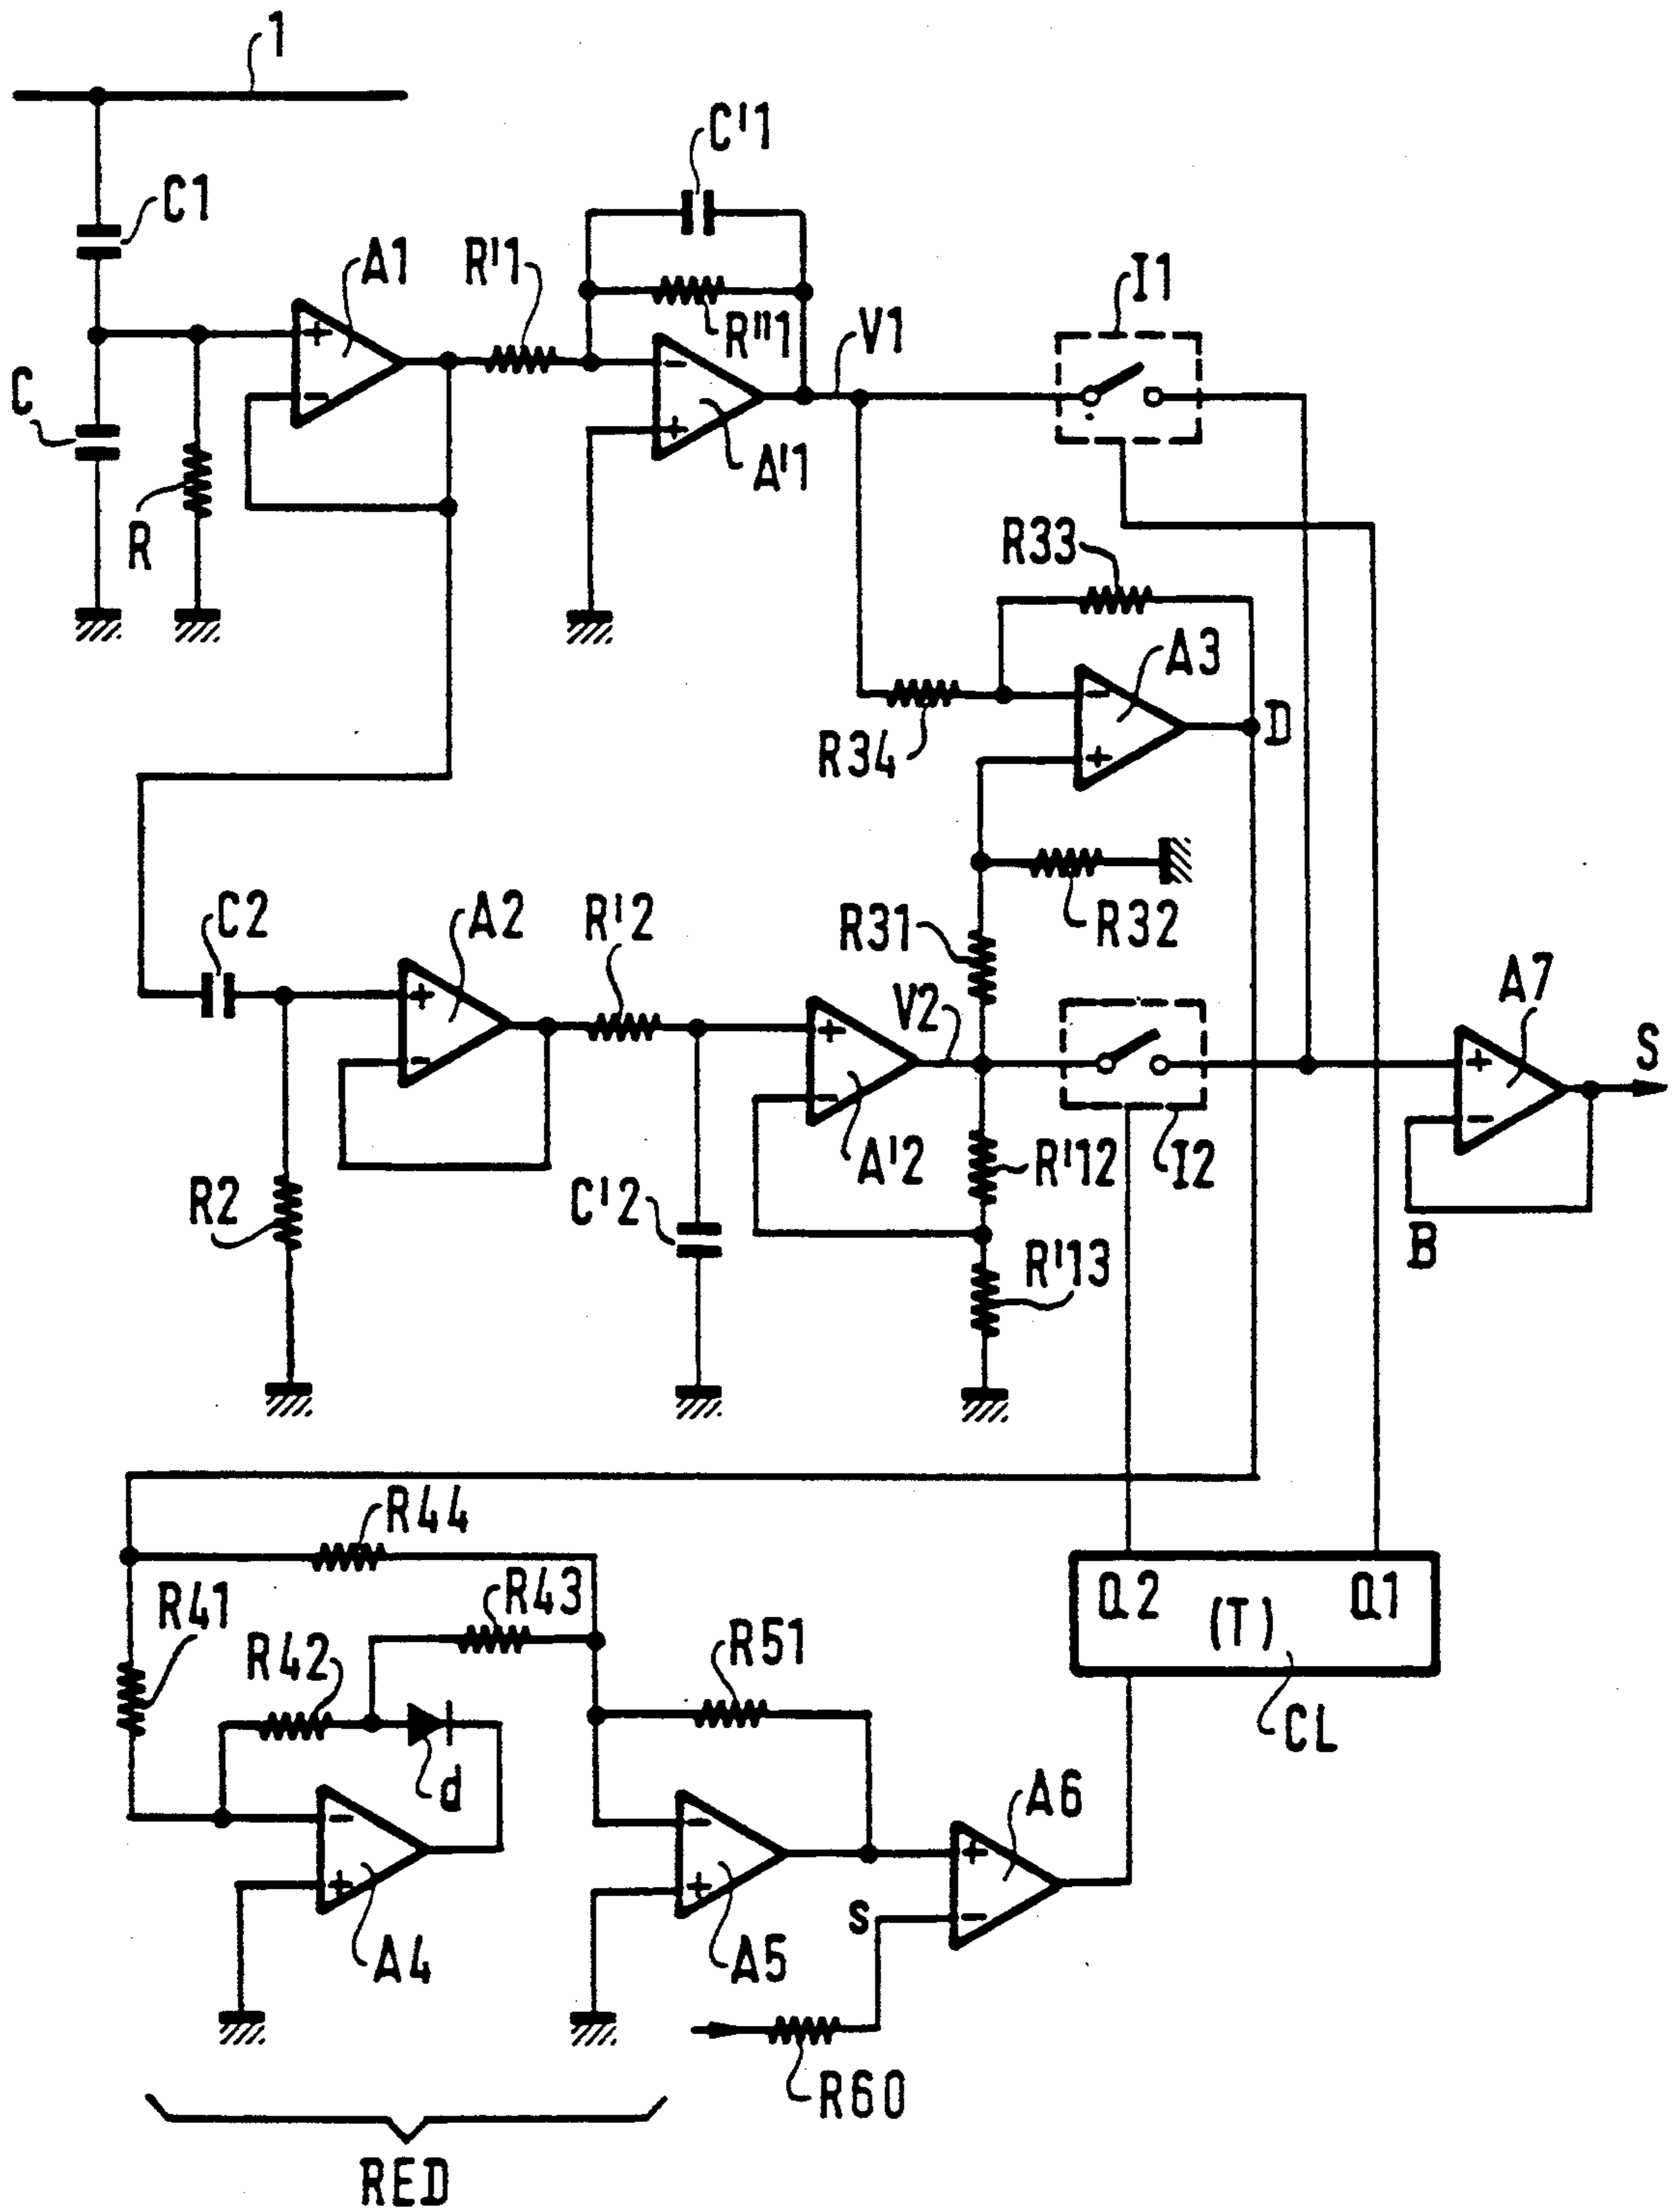 1
C'1
C1
A1
R'1
I1
R"1
V1
C
A'1
R
R33
A3
R34
D
C2
A2
R'2
R31
R32
V2
A7
S
A'2
R'12
I2
R2
C'2
B
R'13
R44
R41
R43
Q2
(T)
Q1
R42
R51
CL
d
A6
s
A4
A5
R60
RED